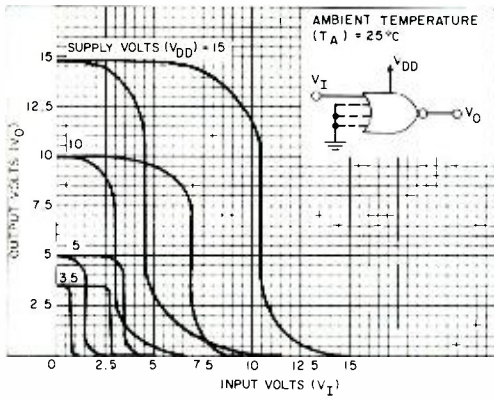 AMBIENT TEMPERATURE
(TA) = 25°C
SUPPLY VOLTS (VDD) = 15
VDD
VI
VO
15
12.5
10
7.5
5
2.5
10
5
3.5
OUTPUT VOLTS (VO)
0 2.5 5 7.5 10 12.5 15
INPUT VOLTS (VI)